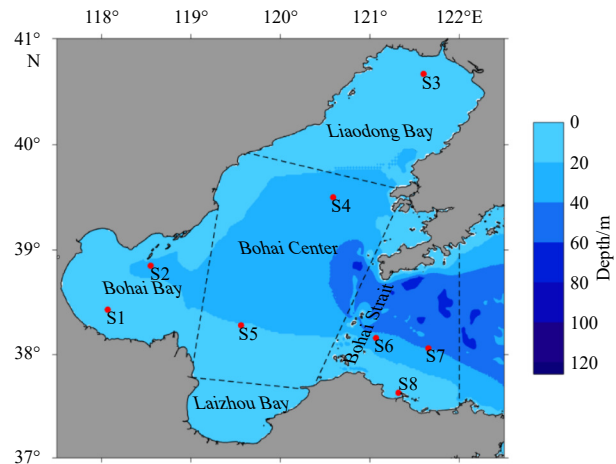 118° 119° 120° 121° 122°E
41°
N
40°
39°
38°
37°
S3
Liaodong Bay
S4
Bohai Center
S2
Bohai Bay
S1
S5
Bohai Strait
S6
S7
S8
Laizhou Bay
0
20
40
60
80
100
120
Depth/m